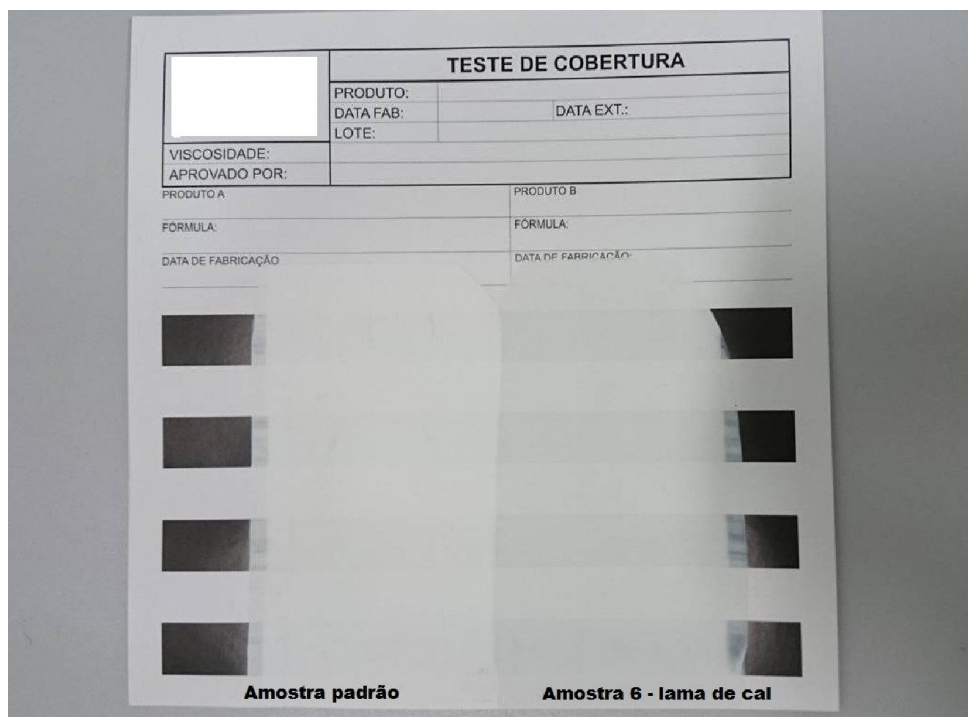 TESTE DE COBERTURA
PRODUTO:
DATA FAB: DATA EXT.:
LOTE:
VISCOSIDADE:
APROVADO POR:
PRODUTO A PRODUTO B
FÓRMULA: FÓRMULA:
DATA DE FABRICAÇÃO DATA DE FABRICAÇÃO:
Amostra padrão Amostra 6 - lama de cal